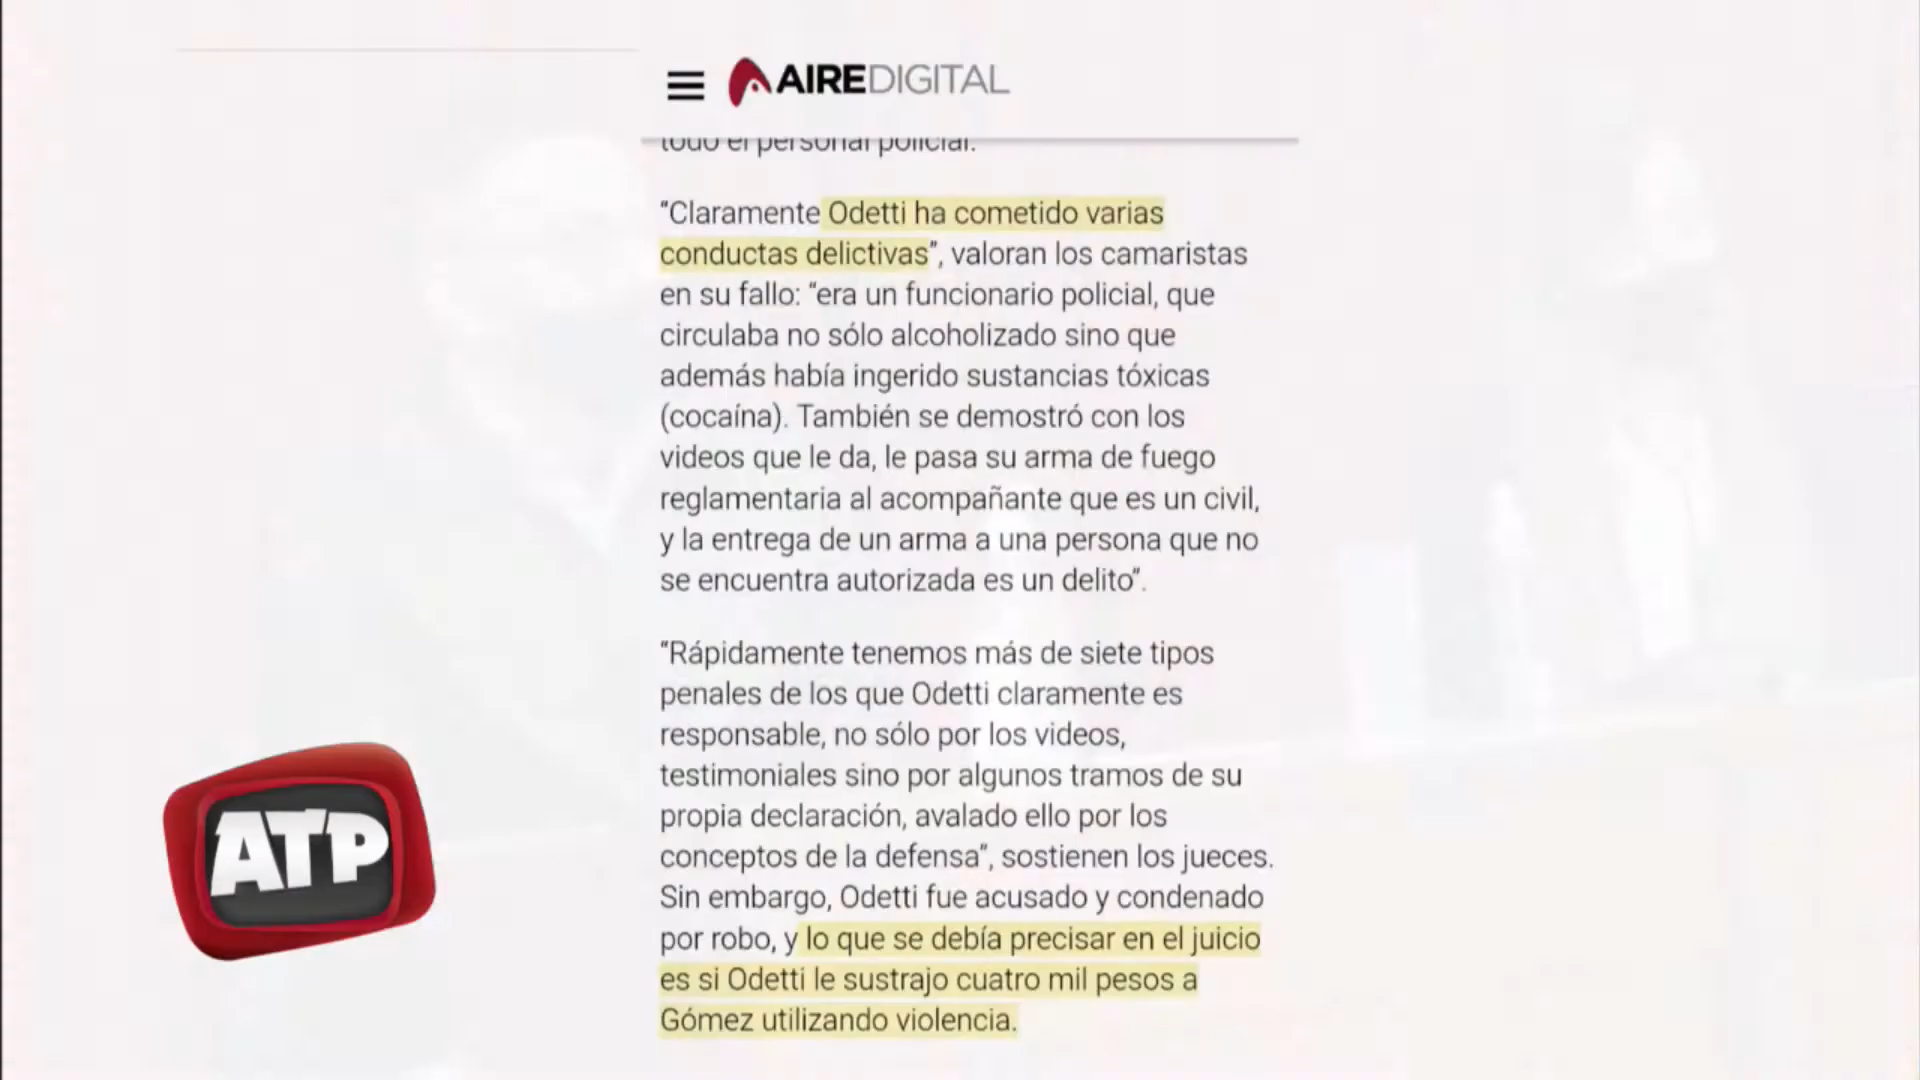 AIREDIGITAL
todo el personal policial.
“Claramente Odetti ha cometido varias
conductas delictivas”, valoran los camaristas
en su fallo: “era un funcionario policial, que
circulaba no sólo alcoholizado sino que
además había ingerido sustancias tóxicas
(cocaína). También se demostró con los
videos que le da, le pasa su arma de fuego
reglamentaria al acompañante que es un civil,
y la entrega de un arma a una persona que no
se encuentra autorizada es un delito”.
“Rápidamente tenemos más de siete tipos
penales de los que Odetti claramente es
responsable, no sólo por los videos,
testimoniales sino por algunos tramos de su
propia declaración, avalado ello por los
conceptos de la defensa”, sostienen los jueces.
Sin embargo, Odetti fue acusado y condenado
por robo, y lo que se debía precisar en el juicio
es si Odetti le sustrajo cuatro mil pesos a
Gómez utilizando violencia.
ATP